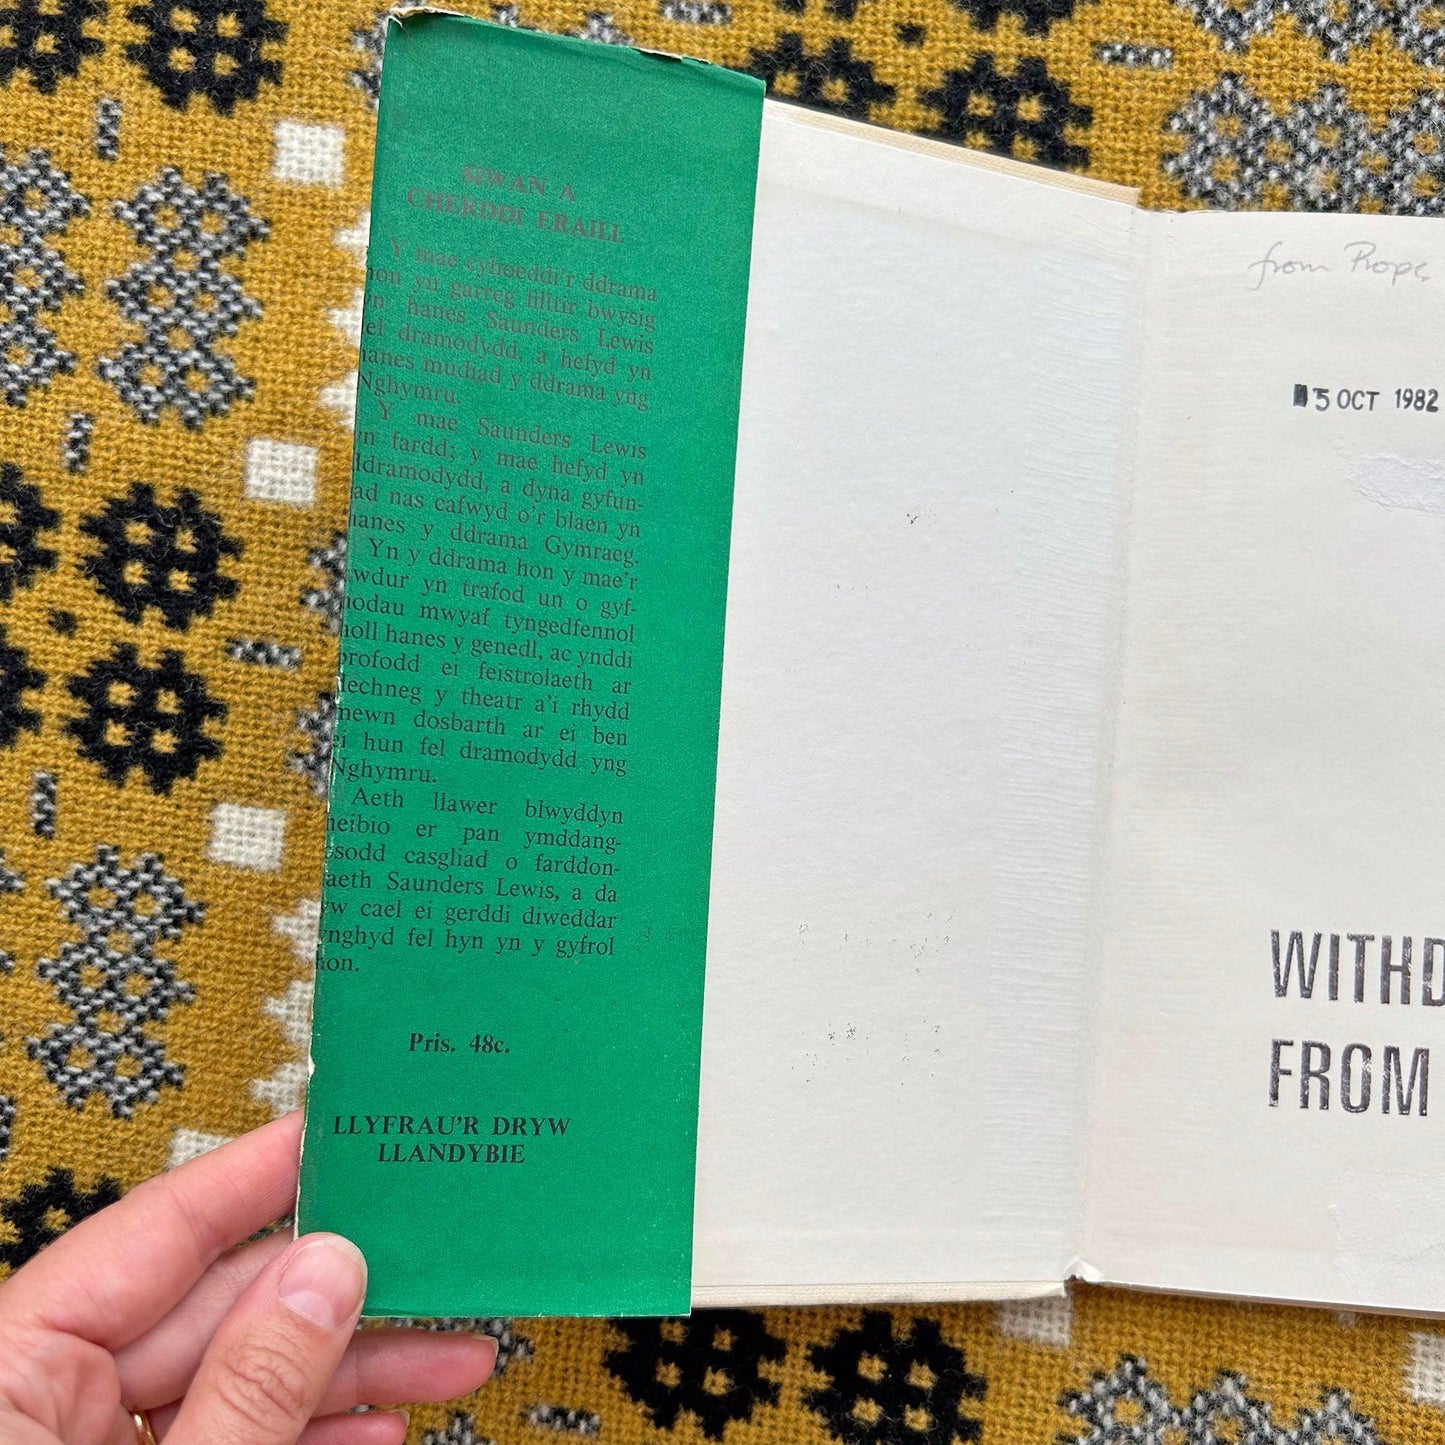 SIWAN A
CHERDDI ERAILL
Y mae cyhoeddi'r ddrama
hon yn garreg filltir bwysig
yn hanes Saunders Lewis
fel dramodydd, a hefyd yn
hanes mudiad y ddrama yng
Nghymru.
Y mae Saunders Lewis
yn fardd; y mae hefyd yn
ddramodydd, a dyna gyfun-
iad nas cafwyd o'r blaen yn
hanes y ddrama Gymraeg.
Yn y ddrama hon y mae'r
awdur yn trafod un o gyf-
nodau mwyaf tyngedfennol
holl hanes y genedl, ac ynddi
profodd ei feistrolaeth ar
dechneg y theatr a'i rhydd
mewn dosbarth ar ei ben
ei hun fel dramodydd yng
Nghymru.
Aeth llawer blwyddyn
heibio er pan ymddang-
osodd casgliad o farddon-
iaeth Saunders Lewis, a da
yw cael ei gerddi diweddar
ynghyd fel hyn yn y gyfrol
hon.
Pris. 48c.
LLYFRAU'R DRYW
LLANDYBIE
from
5 OCT 1982
WITHD
FROM